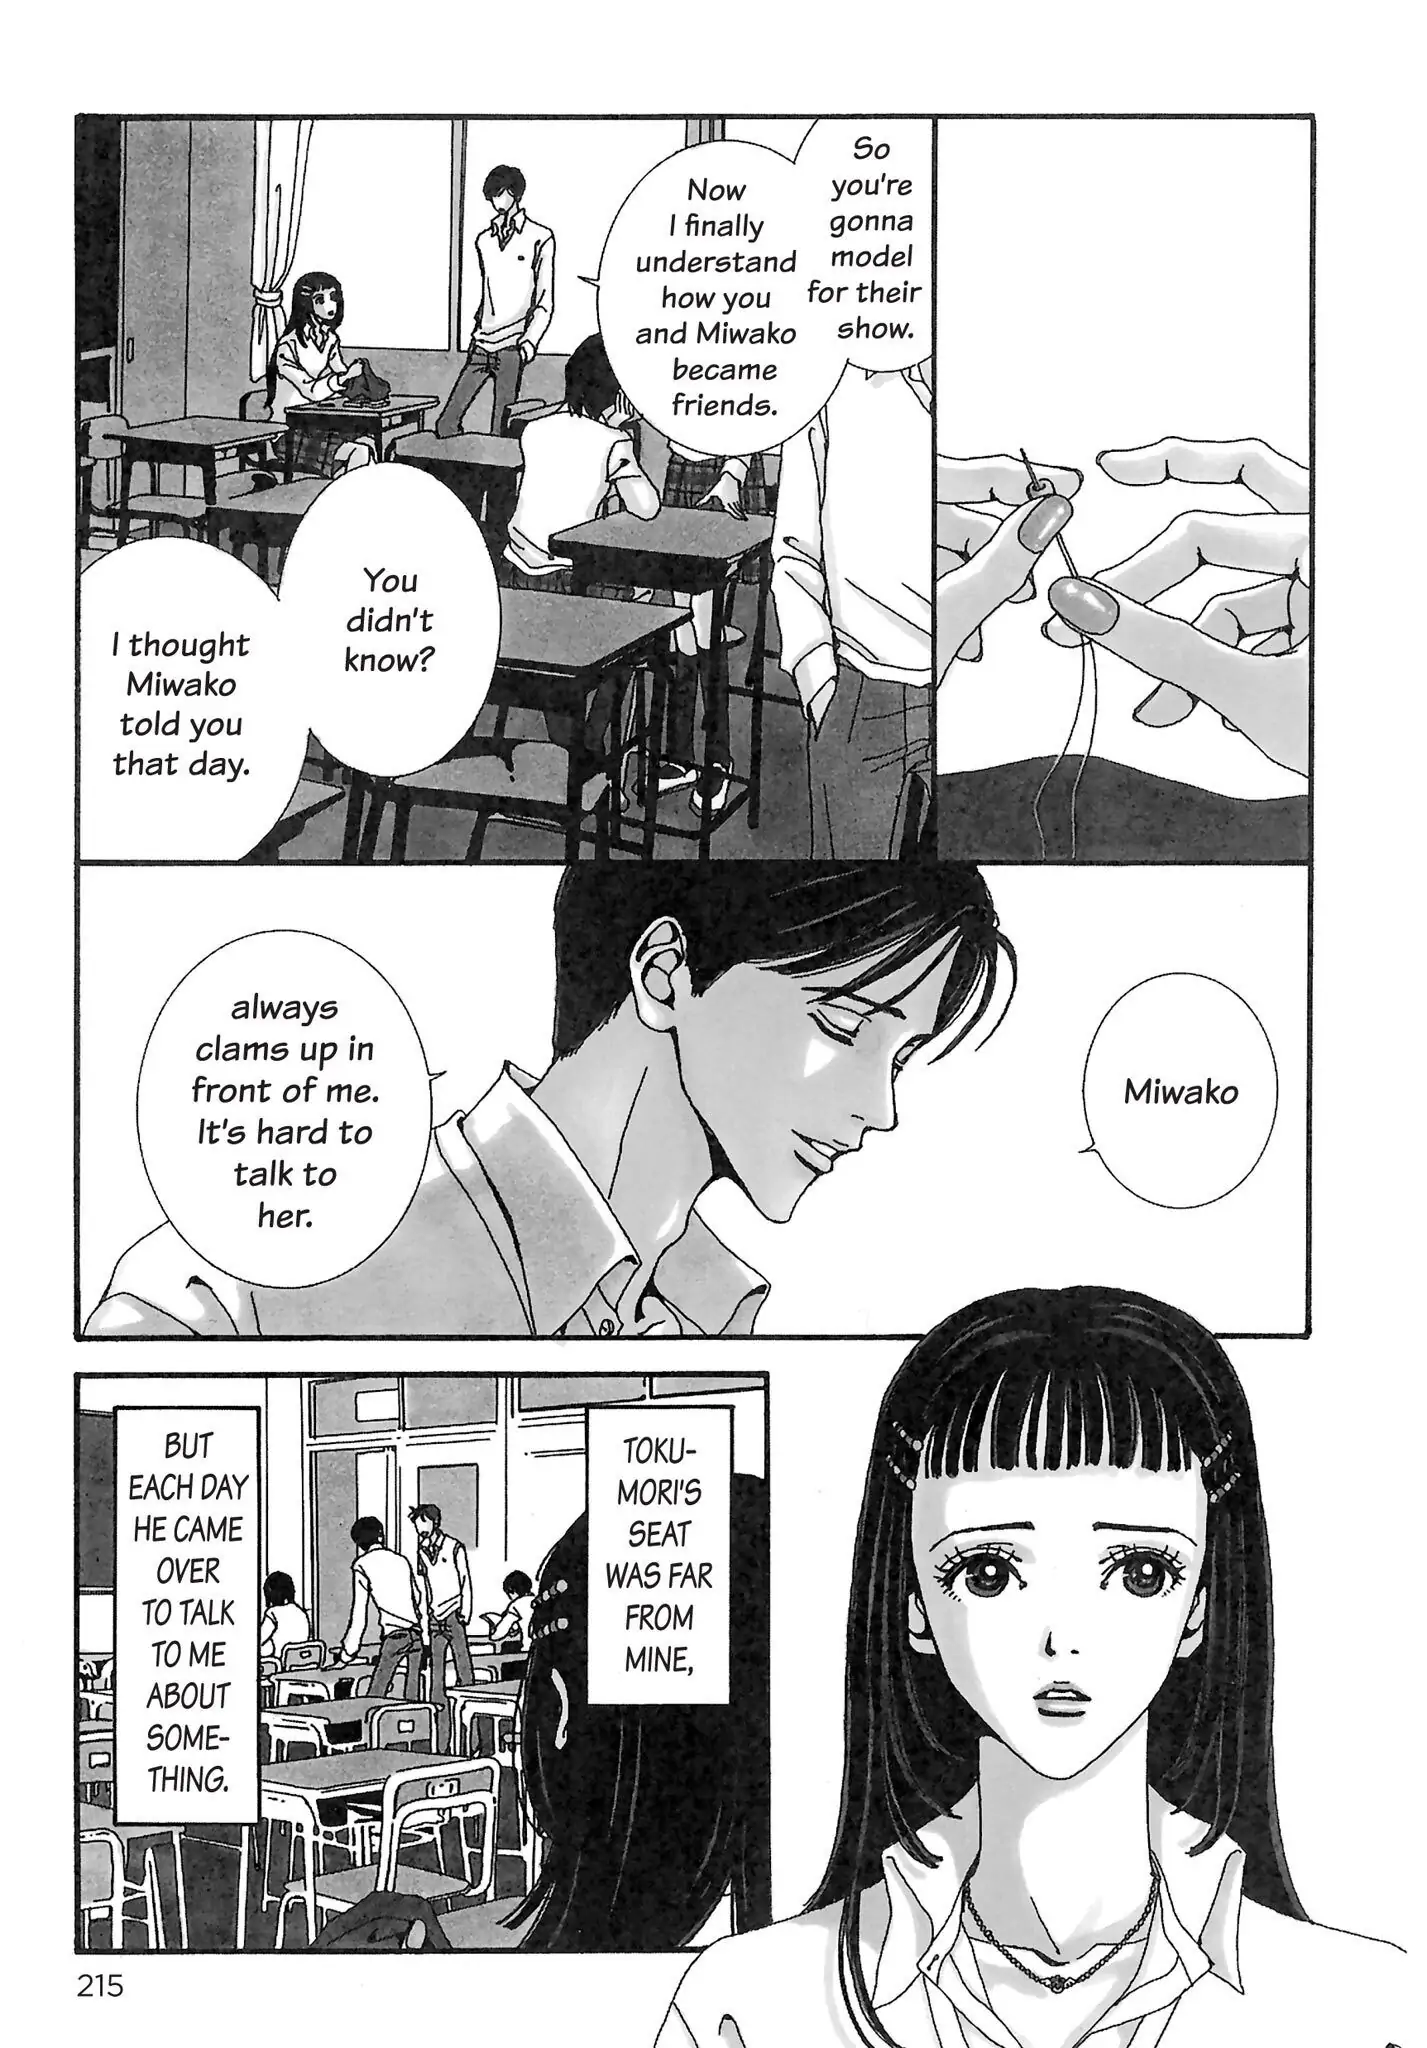 So
you're
gonna
model
for their
show.
Now
I finally
understand
how you
and Miwako
became
friends.
You
didn't
know?
I thought
Miwako
told you
that day.
Miwako
always
clams up in
front of me.
It's hard to
talk to
her.
TOKU-
MORI'S
SEAT
WAS FAR
FROM
MINE,
BUT
EACH DAY
HE CAME
OVER
TO TALK
TO ME
ABOUT
SOME-
THING.
215